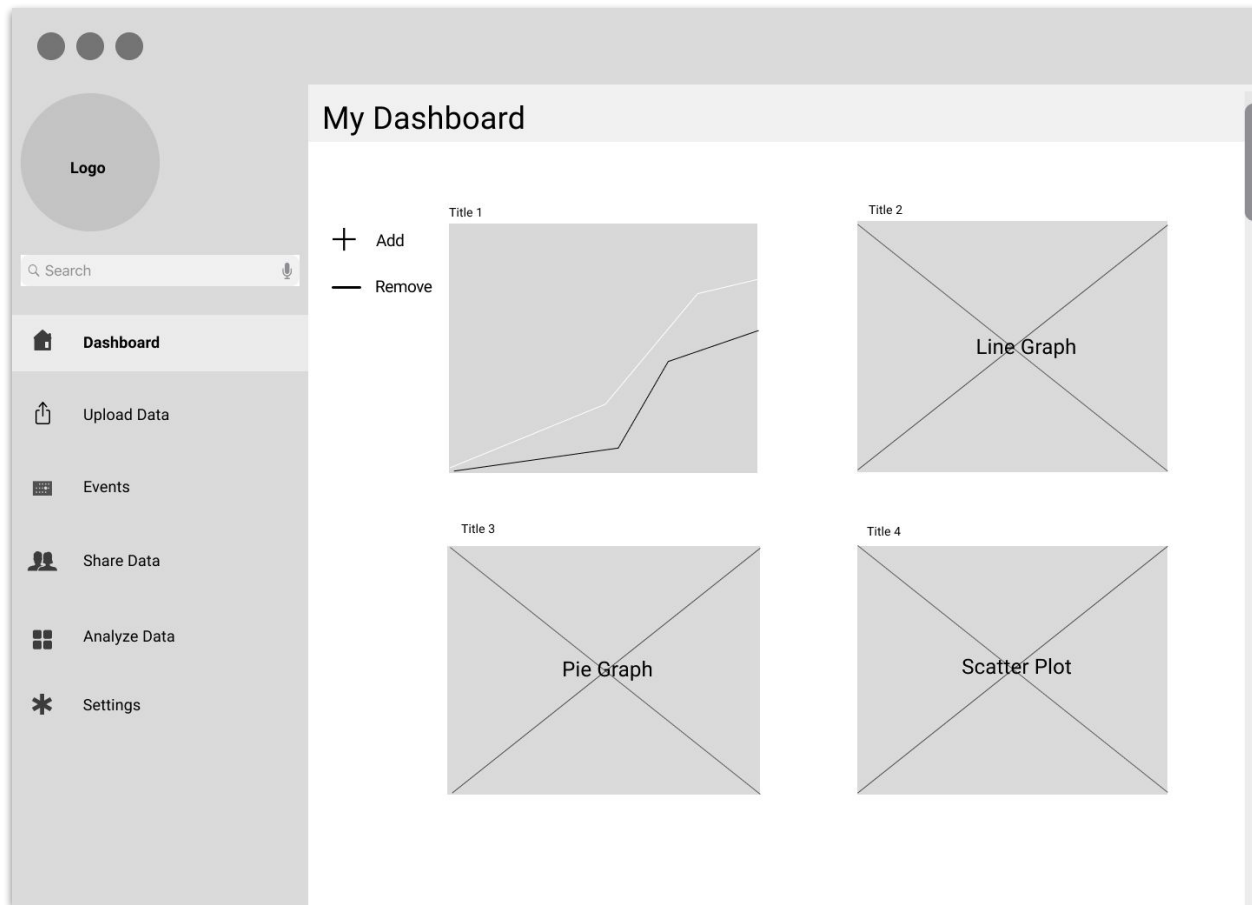 Logo
Search
Dashboard
Upload Data
Events
Share Data
Analyze Data
Settings
My Dashboard
Add
Remove
Title 1
Title 2
Line Graph
Title 3
Pie Graph
Title 4
Scatter Plot